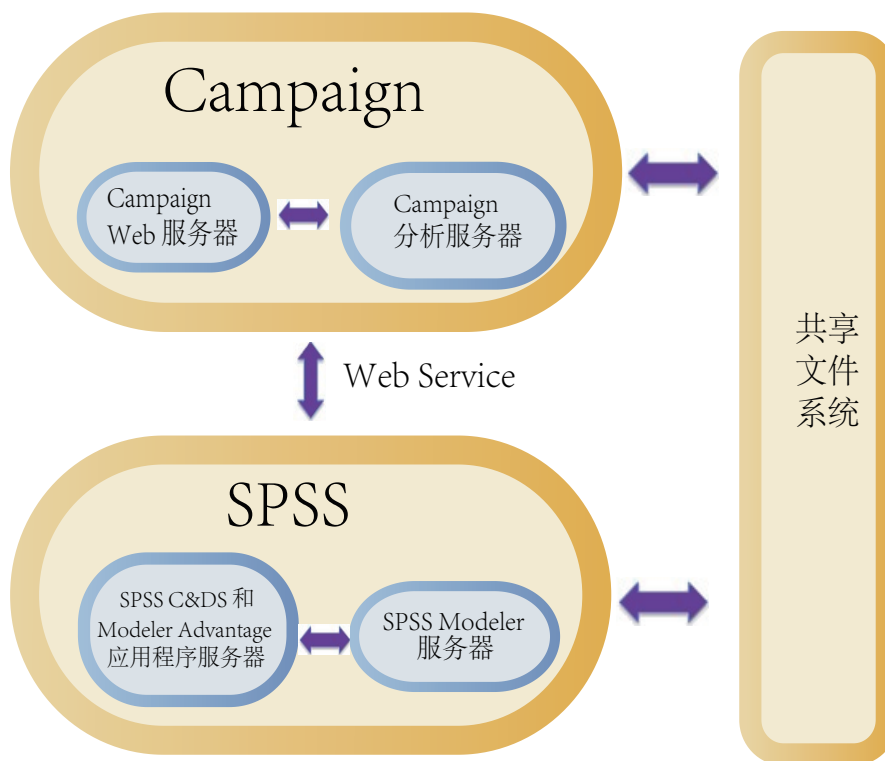 Campaign
Campaign
Web 服务器
Campaign
分析服务器
Web Service
SPSS
SPSS C&DS 和
Modeler Advantage
应用程序服务器
SPSS Modeler
服务器
共享
文件
系统